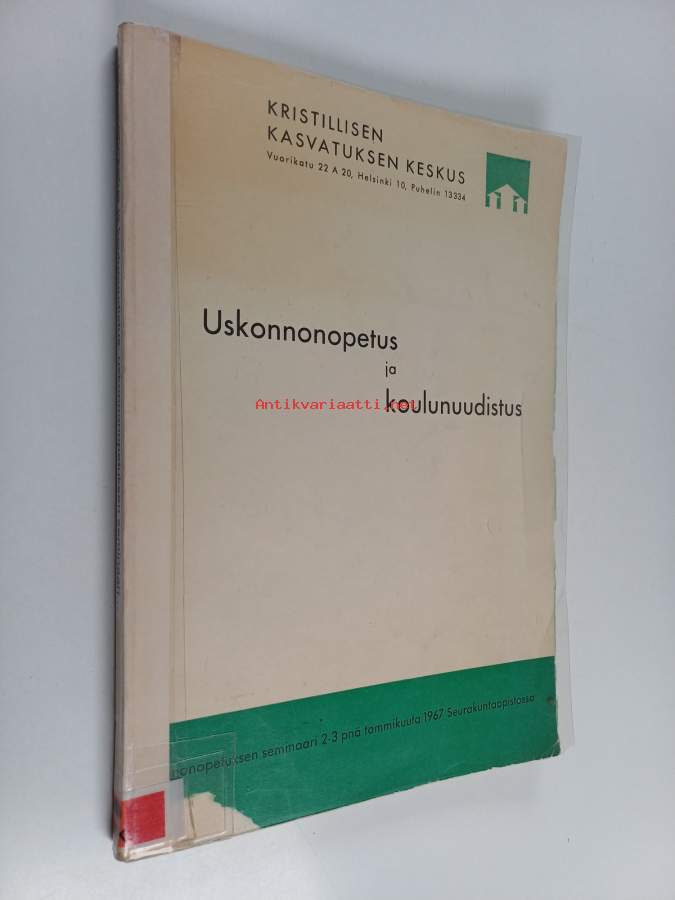 KRISTILLISEN
KASVATUKSEN KESKUS
Vuorikatu 22 A 20, Helsinki 10, Puhelin 13334
Uskonnonopetus
ja
koulunuudistus
Antikvariaatti.net
nonopetuksen seminaari 2-3 pnä tammikuuta 1967 Seurakuntaopistossa